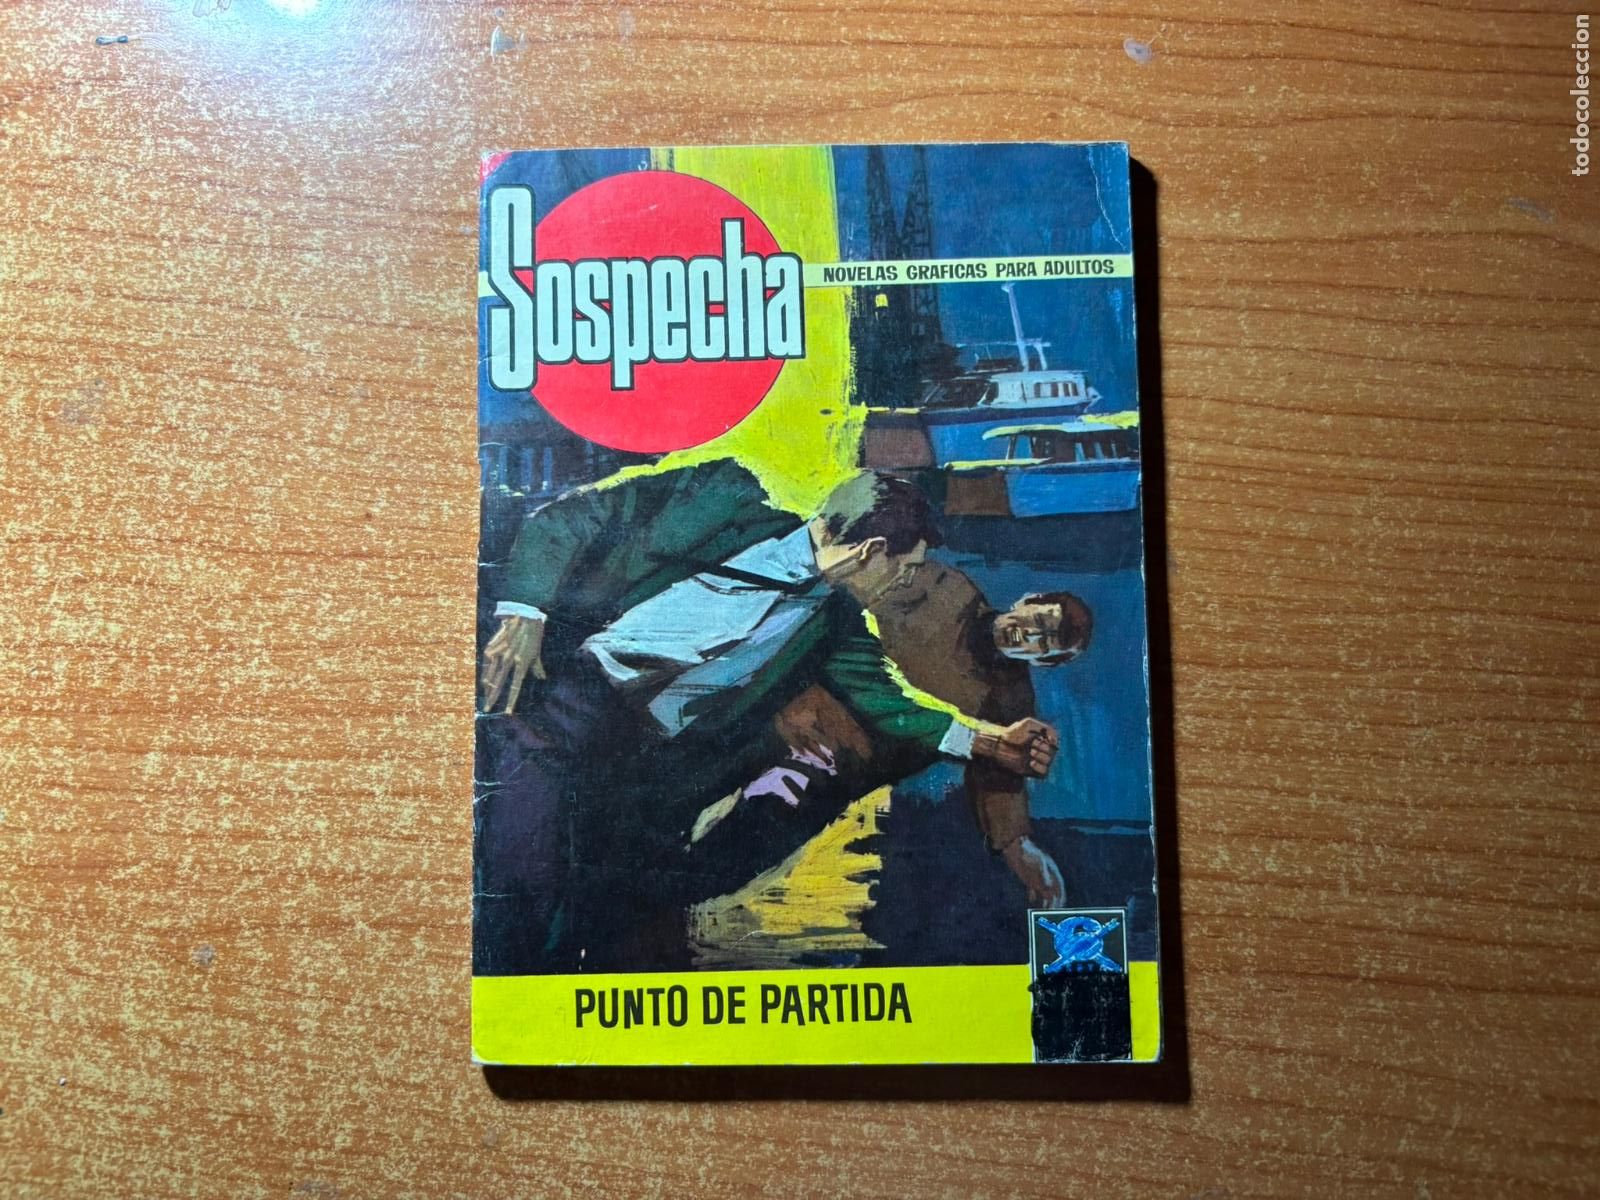 Sospecha
NOVELAS GRAFICAS PARA ADULTOS
PUNTO DE PARTIDA
todocoleccion